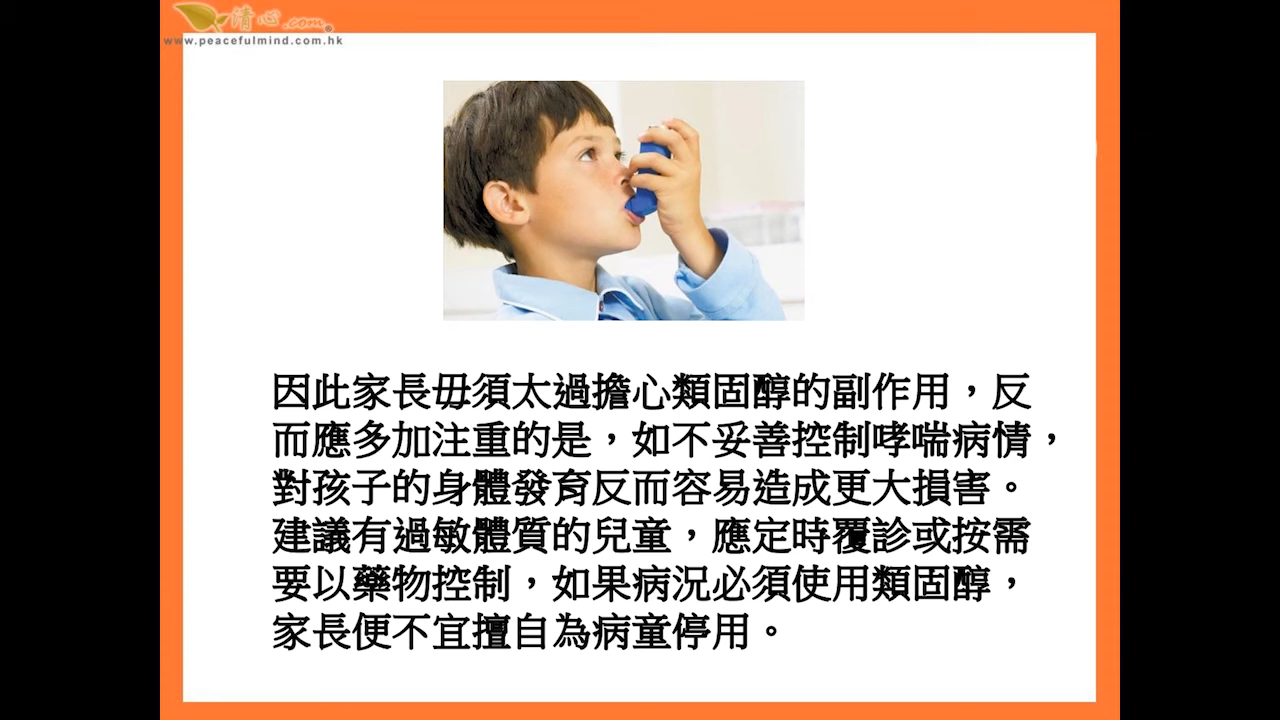 清心.com
www.peacefulmind.com.hk
因此家長毋須太過擔心類固醇的副作用，反
而應多加注重的是，如不妥善控制哮喘病情，
對孩子的身體發育反而容易造成更大損害。
建議有過敏體質的兒童，應定時覆診或按需
要以藥物控制，如果病況必須使用類固醇，
家長便不宜擅自為病童停用。